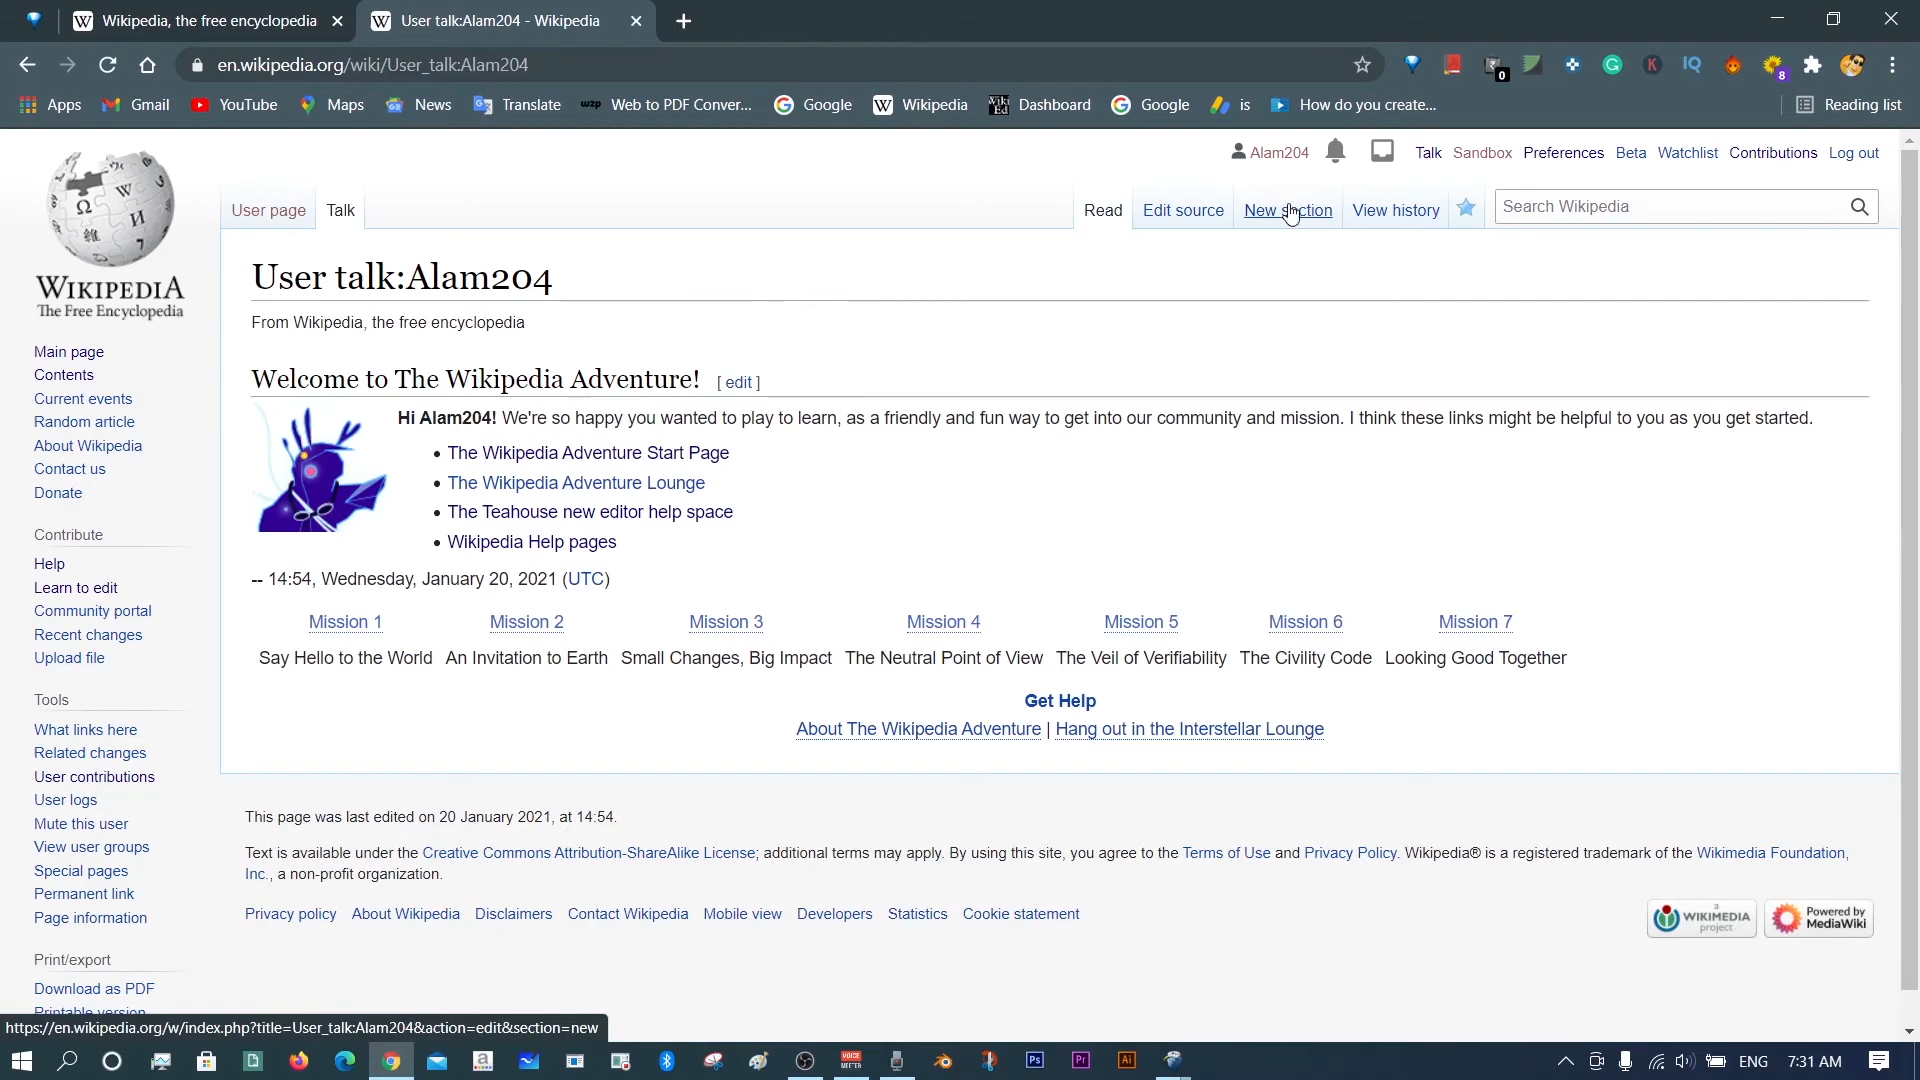 Wikipedia, the free encyclopedia
User talk:Alam204 - Wikipedia
en.wikipedia.org/wiki/User_talk:Alam204
0
K
IQ
8
Apps Gmail YouTube Maps News Translate w2p Web to PDF Conver... Google Wikipedia Wiki Ed Dashboard Google is How do you create... Reading list
Alam204 Talk Sandbox Preferences Beta Watchlist Contributions Log out
User page Talk Read Edit source New section View history Search Wikipedia
WIKIPEDIA
The Free Encyclopedia
User talk:Alam204
From Wikipedia, the free encyclopedia
Welcome to The Wikipedia Adventure! [ edit ]
Hi Alam204! We're so happy you wanted to play to learn, as a friendly and fun way to get into our community and mission. I think these links might be helpful to you as you get started.
• The Wikipedia Adventure Start Page
• The Wikipedia Adventure Lounge
• The Teahouse new editor help space
• Wikipedia Help pages
-- 14:54, Wednesday, January 20, 2021 (UTC)
Mission 1 Mission 2 Mission 3 Mission 4 Mission 5 Mission 6 Mission 7
Say Hello to the World An Invitation to Earth Small Changes, Big Impact The Neutral Point of View The Veil of Verifiability The Civility Code Looking Good Together
Get Help
About The Wikipedia Adventure | Hang out in the Interstellar Lounge
Main page
Contents
Current events
Random article
About Wikipedia
Contact us
Donate
Contribute
Help
Learn to edit
Community portal
Recent changes
Upload file
Tools
What links here
Related changes
User contributions
User logs
Mute this user
View user groups
Special pages
Permanent link
Page information
Print/export
Download as PDF
Printable version
This page was last edited on 20 January 2021, at 14:54.
Text is available under the Creative Commons Attribution-ShareAlike License; additional terms may apply. By using this site, you agree to the Terms of Use and Privacy Policy. Wikipedia® is a registered trademark of the Wikimedia Foundation,
Inc., a non-profit organization.
Privacy policy About Wikipedia Disclaimers Contact Wikipedia Mobile view Developers Statistics Cookie statement
a
WIKIMEDIA
project
Powered by
MediaWiki
https://en.wikipedia.org/w/index.php?title=User_talk:Alam204&action=edit&section=new
VOICE
MEETER
Ps
Pr
Ai
ENG 7:31 AM